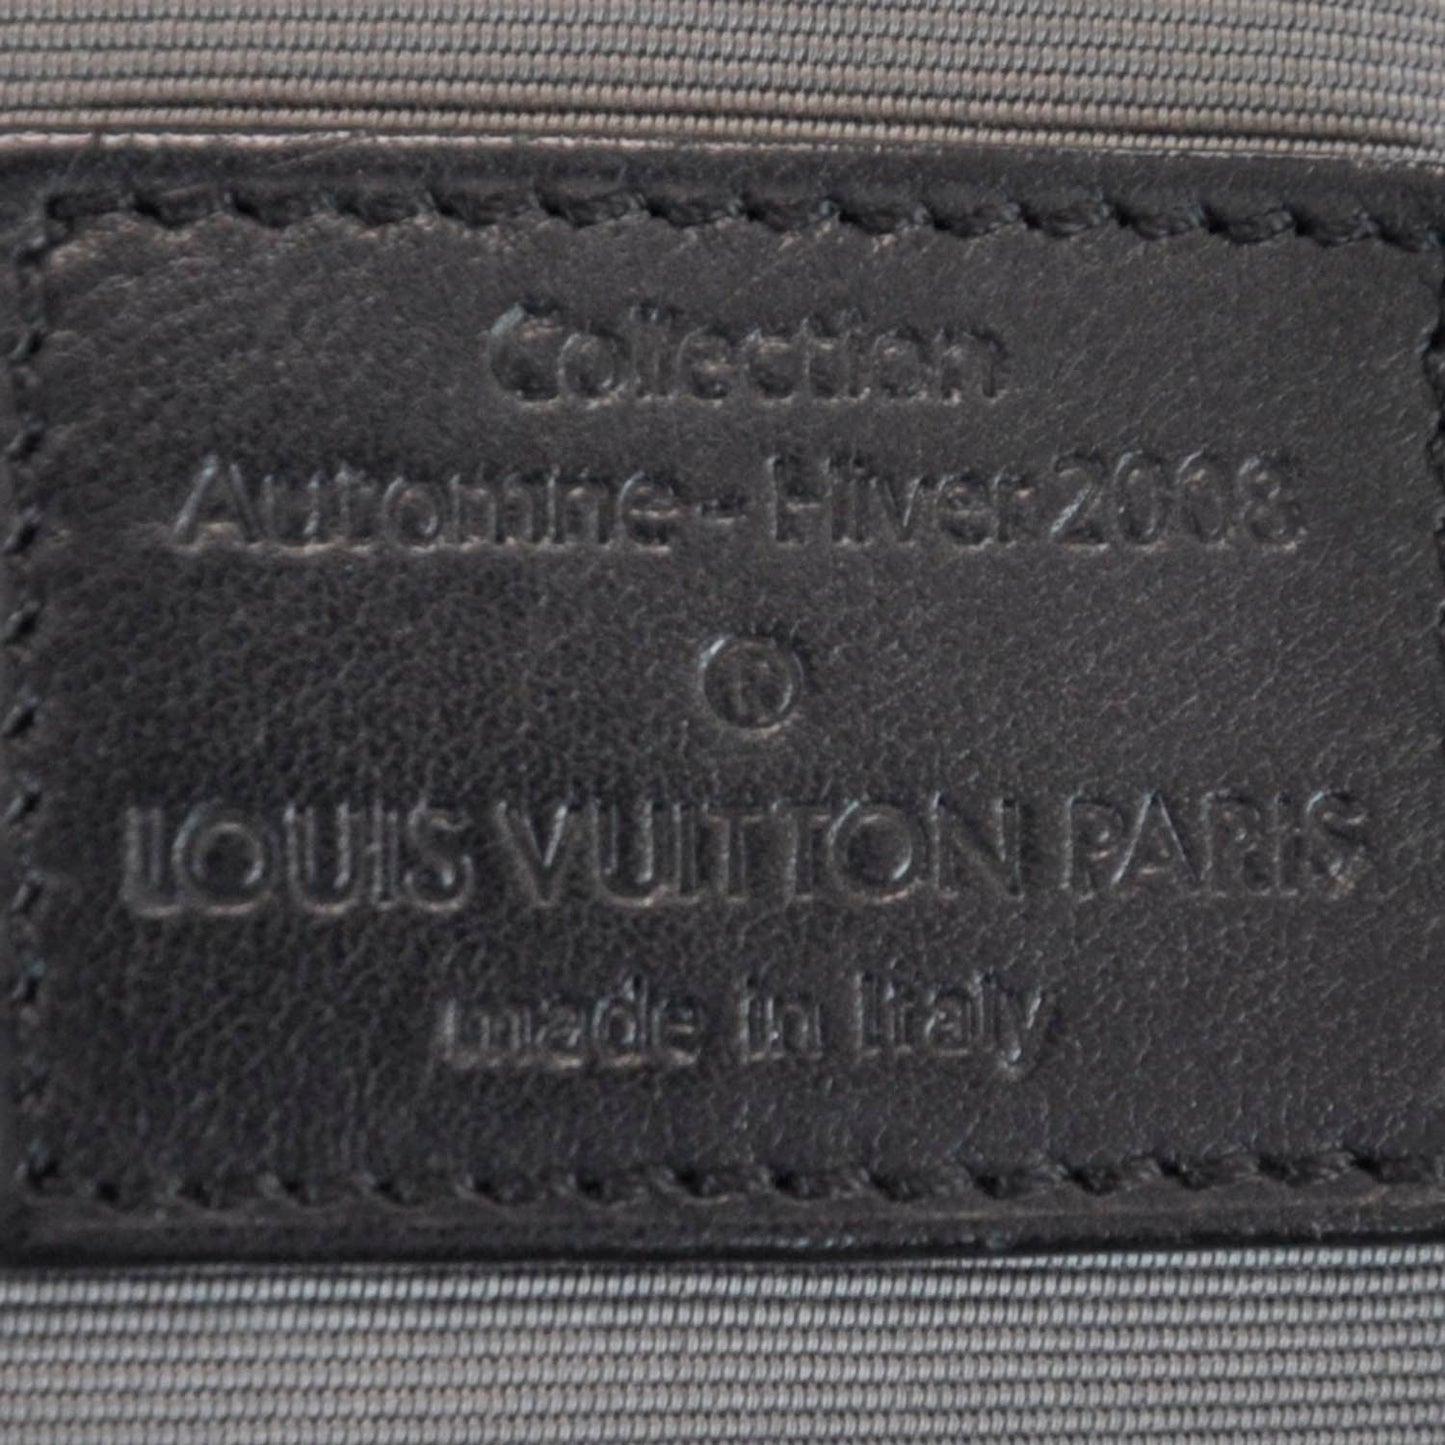 Collection
Automne - Hiver 2008
®
LOUIS VUITTON PARIS
made in Italy